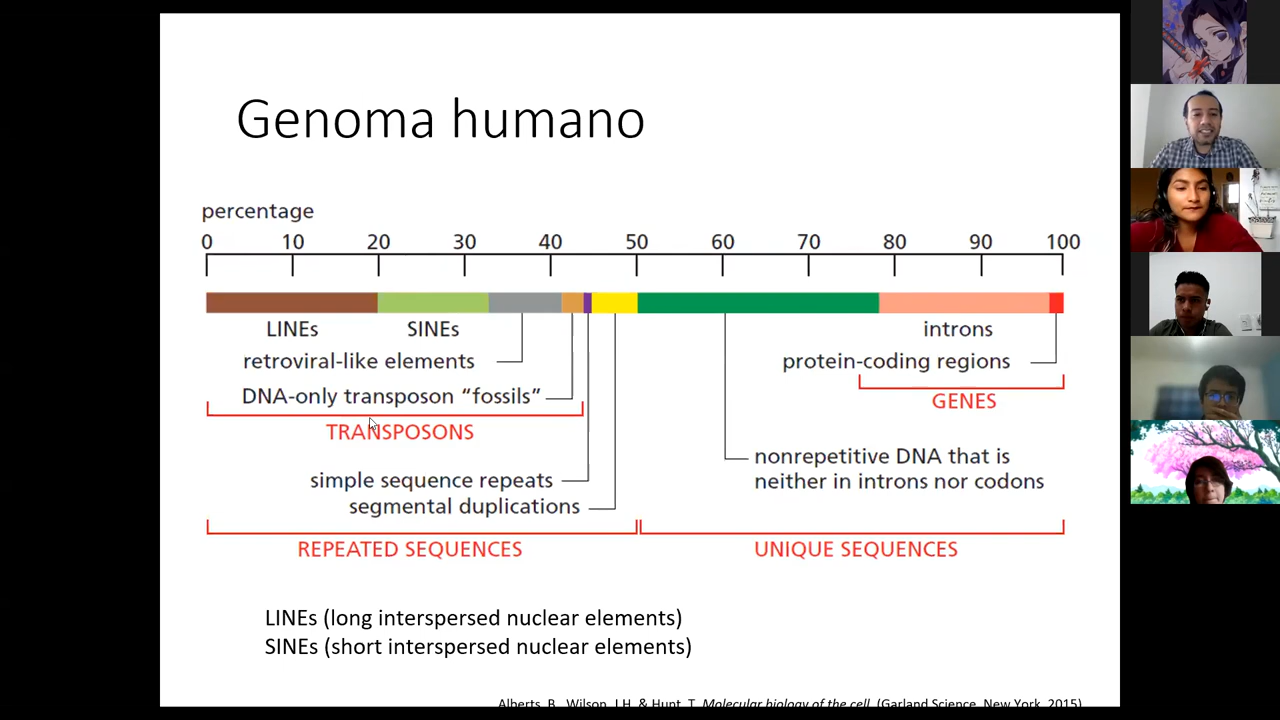 Genoma humano
percentage
0 10 20 30 40 50 60 70 80 90 100
LINEs SINEs introns
retroviral-like elements protein-coding regions
DNA-only transposon “fossils”
GENES
TRANSPOSONS
nonrepetitive DNA that is
neither in introns nor codons
simple sequence repeats
segmental duplications
REPEATED SEQUENCES UNIQUE SEQUENCES
LINEs (long interspersed nuclear elements)
SINEs (short interspersed nuclear elements)
Alberts, B., Wilson, J.H. & Hunt, T. Molecular biology of the cell, (Garland Science, New York, 2015)